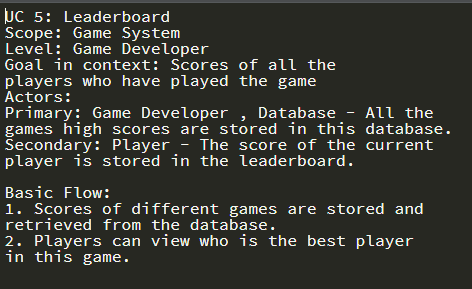 UC 5: Leaderboard
Scope: Game System
Level: Game Developer
Goal in context: Scores of all the
players who have played the game
Actors:
Primary: Game Developer , Database - All the
games high scores are stored in this database.
Secondary: Player - The score of the current
player is stored in the leaderboard.
Basic Flow:
1. Scores of different games are stored and
retrieved from the database.
2. Players can view who is the best player
in this game.